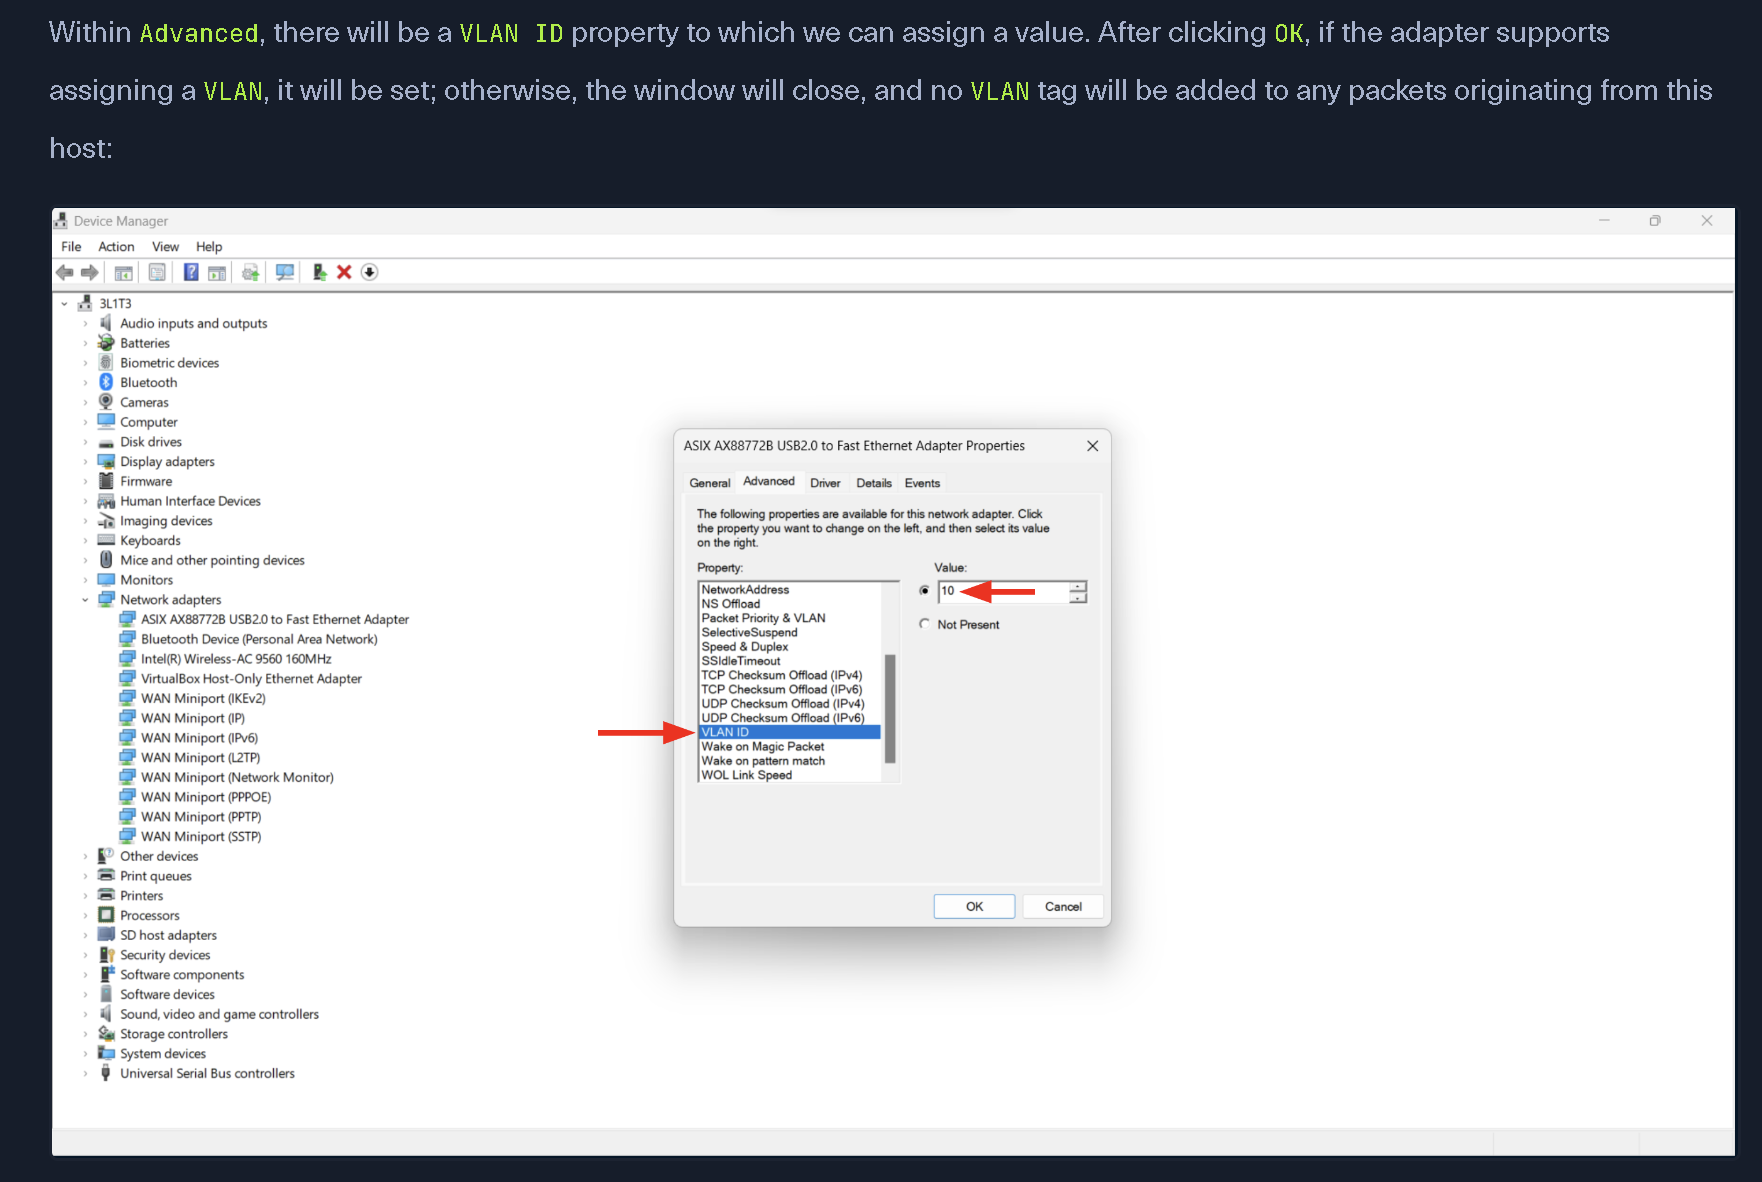 Within Advanced, there will be a VLAN ID property to which we can assign a value. After clicking OK, if the adapter supports
assigning a VLAN, it will be set; otherwise, the window will close, and no VLAN tag will be added to any packets originating from this
host:
Device Manager
File Action View Help
3L1T3
Audio inputs and outputs
Batteries
Biometric devices
Bluetooth
Cameras
Computer
Disk drives
Display adapters
Firmware
Human Interface Devices
Imaging devices
Keyboards
Mice and other pointing devices
Monitors
Network adapters
ASIX AX88772B USB2.0 to Fast Ethernet Adapter
Bluetooth Device (Personal Area Network)
Intel(R) Wireless-AC 9560 160MHz
VirtualBox Host-Only Ethernet Adapter
WAN Miniport (IKEv2)
WAN Miniport (IP)
WAN Miniport (IPv6)
WAN Miniport (L2TP)
WAN Miniport (Network Monitor)
WAN Miniport (PPPOE)
WAN Miniport (PPTP)
WAN Miniport (SSTP)
Other devices
Print queues
Printers
Processors
SD host adapters
Security devices
Software components
Software devices
Sound, video and game controllers
Storage controllers
System devices
Universal Serial Bus controllers
ASIX AX88772B USB2.0 to Fast Ethernet Adapter Properties
General Advanced Driver Details Events
The following properties are available for this network adapter. Click
the property you want to change on the left, and then select its value
on the right.
Property:
NetworkAddress
NS Offload
Packet Priority & VLAN
SelectiveSuspend
Speed & Duplex
SSIdleTimeout
TCP Checksum Offload (IPv4)
TCP Checksum Offload (IPv6)
UDP Checksum Offload (IPv4)
UDP Checksum Offload (IPv6)
VLAN ID
Wake on Magic Packet
Wake on pattern match
WOL Link Speed
Value:
10
Not Present
OK Cancel